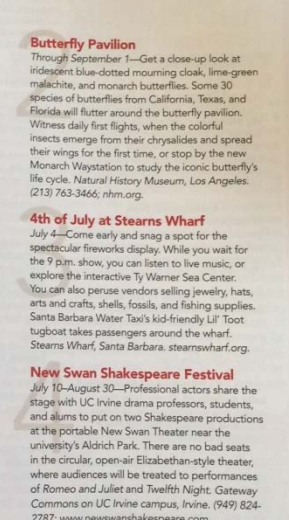 2
Butterfly Pavilion
Through September 1—Get a close-up look at
iridescent blue-dotted mourning cloak, lime-green
malachite, and monarch butterflies. Some 30
species of butterflies from California, Texas, and
Florida will flutter around the butterfly pavilion.
Witness daily first flights, when the colorful
insects emerge from their chrysalides and spread
their wings for the first time, or stop by the new
Monarch Waystation to study the iconic butterfly's
life cycle. Natural History Museum, Los Angeles.
(213) 763-3466; nhm.org.
3
4th of July at Stearns Wharf
July 4—Come early and snag a spot for the
spectacular fireworks display. While you wait for
the 9 p.m. show, you can listen to live music, or
explore the interactive Ty Warner Sea Center.
You can also peruse vendors selling jewelry, hats,
arts and crafts, shells, fossils, and fishing supplies.
Santa Barbara Water Taxi's kid-friendly Lil' Toot
tugboat takes passengers around the wharf.
Stearns Wharf, Santa Barbara. stearnswharf.org.
4
New Swan Shakespeare Festival
July 10–August 30—Professional actors share the
stage with UC Irvine drama professors, students,
and alums to put on two Shakespeare productions
at the portable New Swan Theater near the
university's Aldrich Park. There are no bad seats
in the circular, open-air Elizabethan-style theater,
where audiences will be treated to performances
of Romeo and Juliet and Twelfth Night. Gateway
Commons on UC Irvine campus, Irvine. (949) 824-
2787; www.newswanshakespeare.com